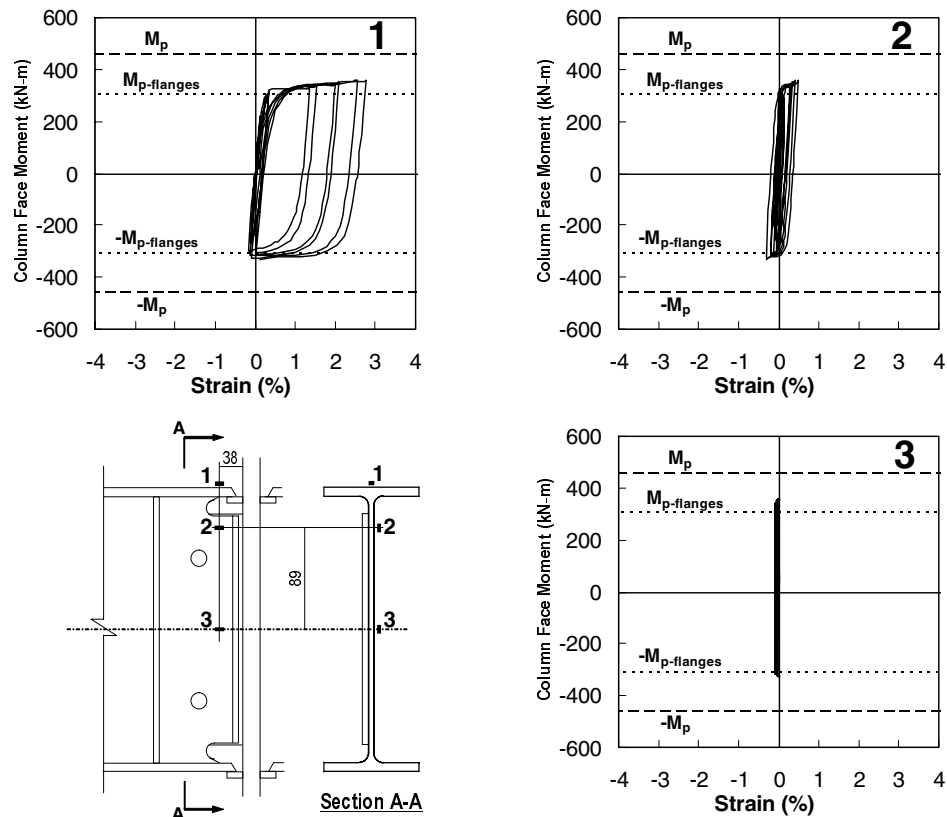 600
400
200
0
-200
-400
-600
Column Face Moment (kN-m)
1
Mp
Mp-flanges
-Mp-flanges
-Mp
-4 -3 -2 -1 0 1 2 3 4
Strain (%)
600
400
200
0
-200
-400
-600
Column Face Moment (kN-m)
2
Mp
Mp-flanges
-Mp-flanges
-Mp
-4 -3 -2 -1 0 1 2 3 4
Strain (%)
A
38
1
1
2
2
89
3
3
A
Section A-A
600
400
200
0
-200
-400
-600
Column Face Moment (kN-m)
3
Mp
Mp-flanges
-Mp-flanges
-Mp
-4 -3 -2 -1 0 1 2 3 4
Strain (%)